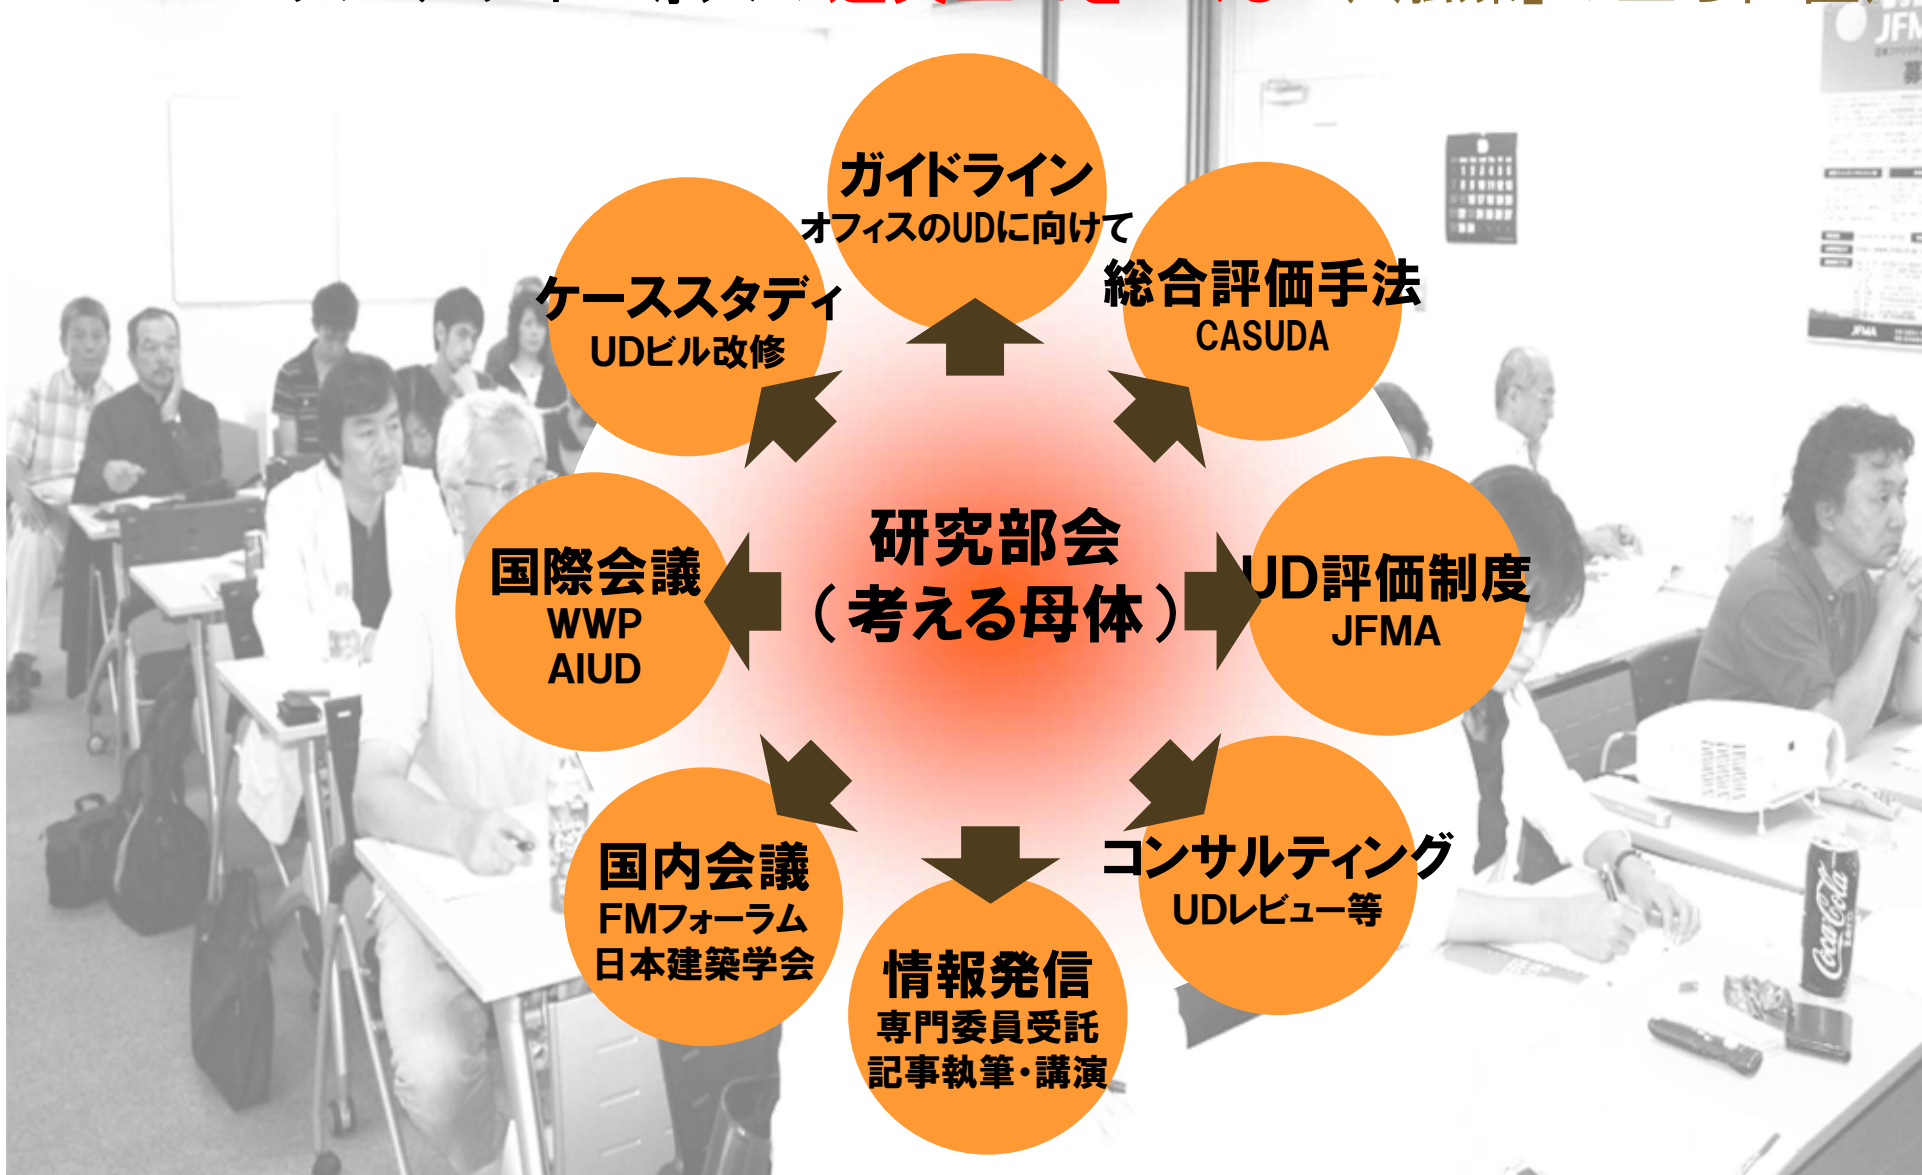 ガイドライン
オフィスのUDに向けて
総合評価手法
CASUDA
ケーススタディ
UDビル改修
研究部会
（考える母体）
国際会議
WWP
AIUD
UD評価制度
JFMA
国内会議
FMフォーラム
日本建築学会
コンサルティング
UDレビュー等
情報発信
専門委員受託
記事執筆・講演
JFMA
Coca-Cola